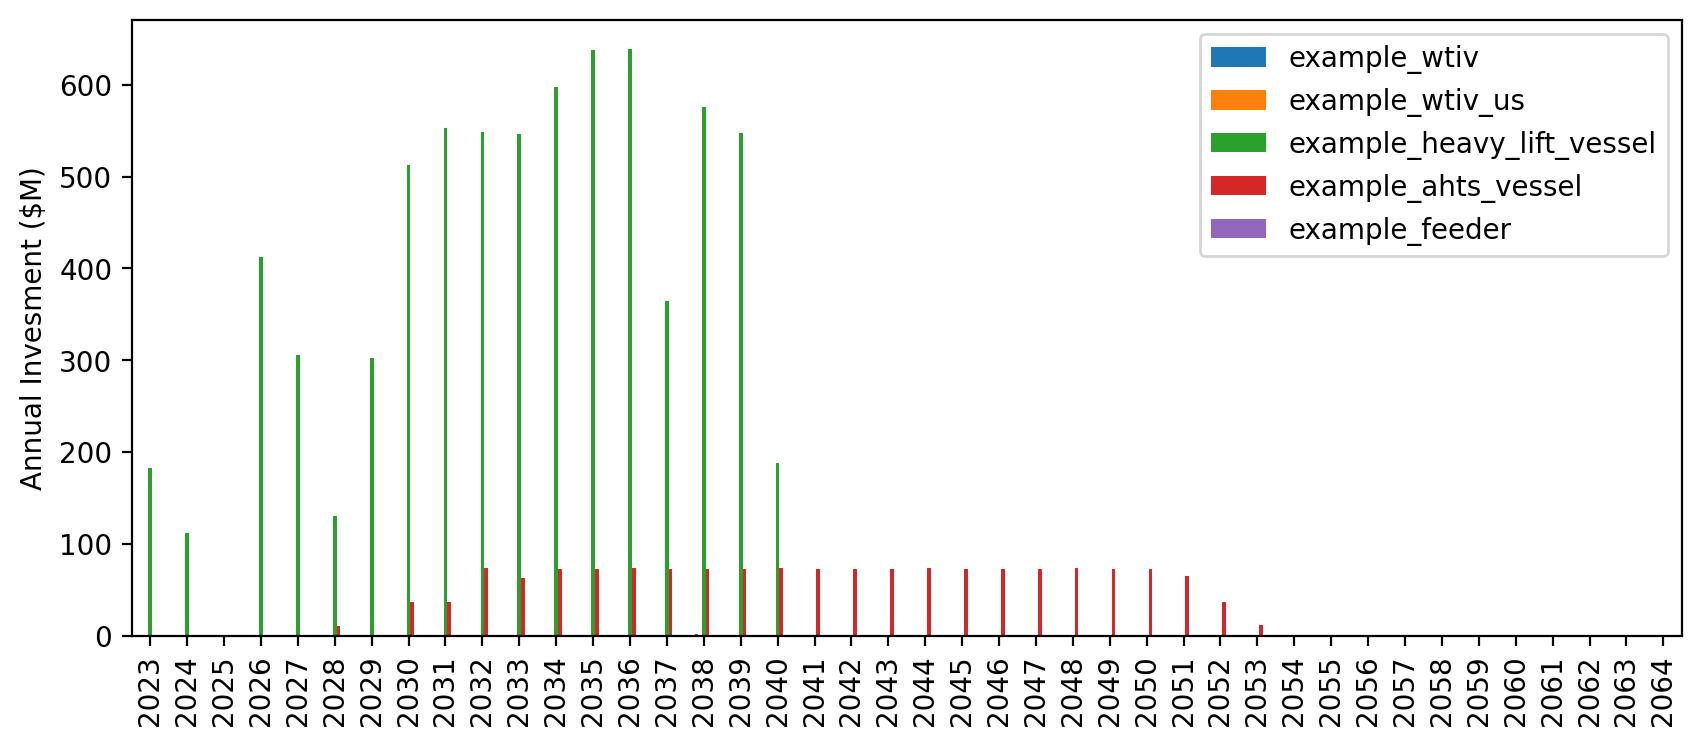 Annual Invesment ($M)
600
500
400
300
200
100
0
example_wtiv
example_wtiv_us
example_heavy_lift_vessel
example_ahts_vessel
example_feeder
2023 2024 2025 2026 2027 2028 2029 2030 2031 2032 2033 2034 2035 2036 2037 2038 2039 2040 2041 2042 2043 2044 2045 2046 2047 2048 2049 2050 2051 2052 2053 2054 2055 2056 2057 2058 2059 2060 2061 2062 2063 2064